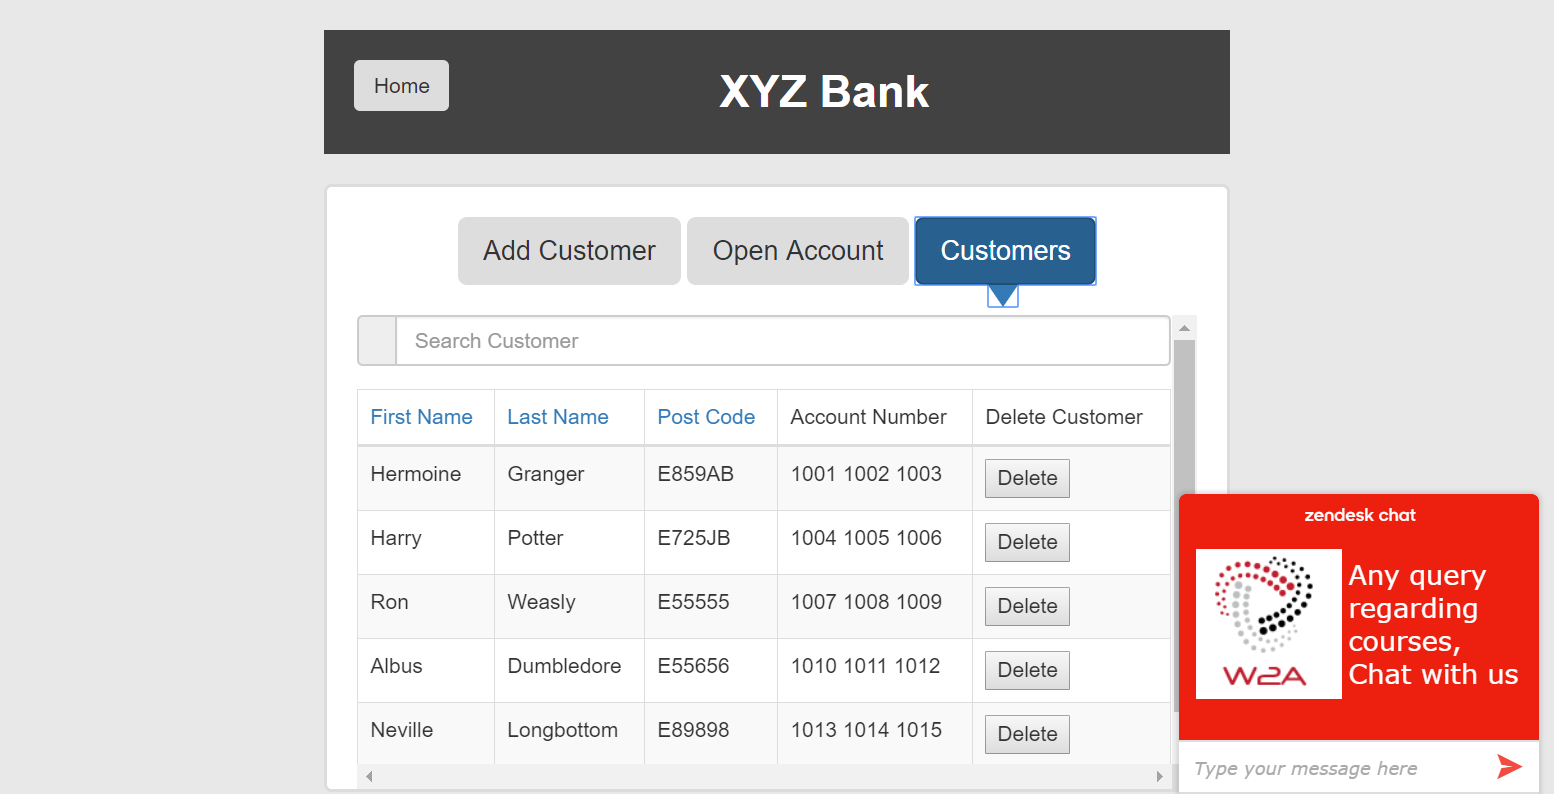 Home
XYZ Bank
Add Customer Open Account Customers
Search Customer
First Name Last Name Post Code Account Number Delete Customer
Hermoine Granger E859AB 1001 1002 1003 Delete
Harry Potter E725JB 1004 1005 1006 Delete
Ron Weasly E55555 1007 1008 1009 Delete
Albus Dumbledore E55656 1010 1011 1012 Delete
Neville Longbottom E89898 1013 1014 1015 Delete
zendesk chat
W2A
Any query
regarding
courses,
Chat with us
Type your message here